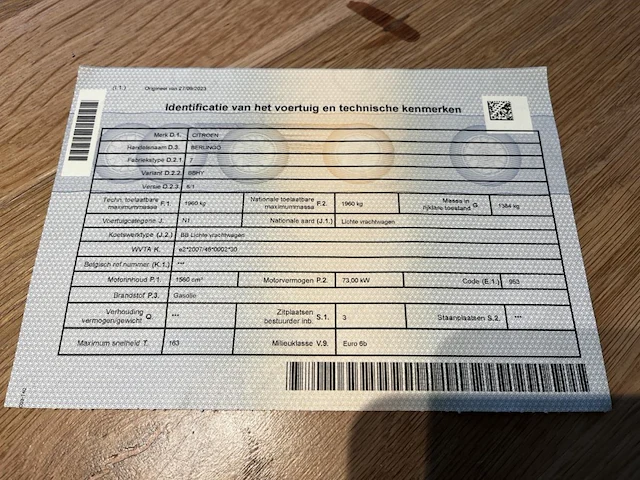 (I.1.) Origineel van 27/09/2023
Identificatie van het voertuig en technische kenmerken
Merk D.1. CITROEN
Handelsnaam D.3. BERLINGO
Fabriekstype D.2.1. 7
Variant D.2.2. BBHY
Versie D.2.3.
Techn. toelaatbare maximummassa F.1. 1960 kg Nationale toelaatbare maximummassa F.2. 1960 kg Massa in rijklare toestand G. 1384 kg
Voertuigcategorie J. N1 Nationale aard (J.1.) Lichte vrachtwagen
Koetswerktype (J.2.) BB Lichte vrachtwagen
WVTA K. e2*2007/46*0002*30
Belgisch ref.nummer (K.1.) ***
Motorinhoud P.1. 1560 cm³ Motorvermogen P.2. 73,00 kW Code (E.1.) 953
Brandstof P.3. Gasolie
Verhouding vermogen/gewicht Q. *** Zitplaatsen bestuurder inb. S.1. 3 Staanplaatsen S.2. ***
Maximum snelheid T. 163 Milieuklasse V.9. Euro 6b